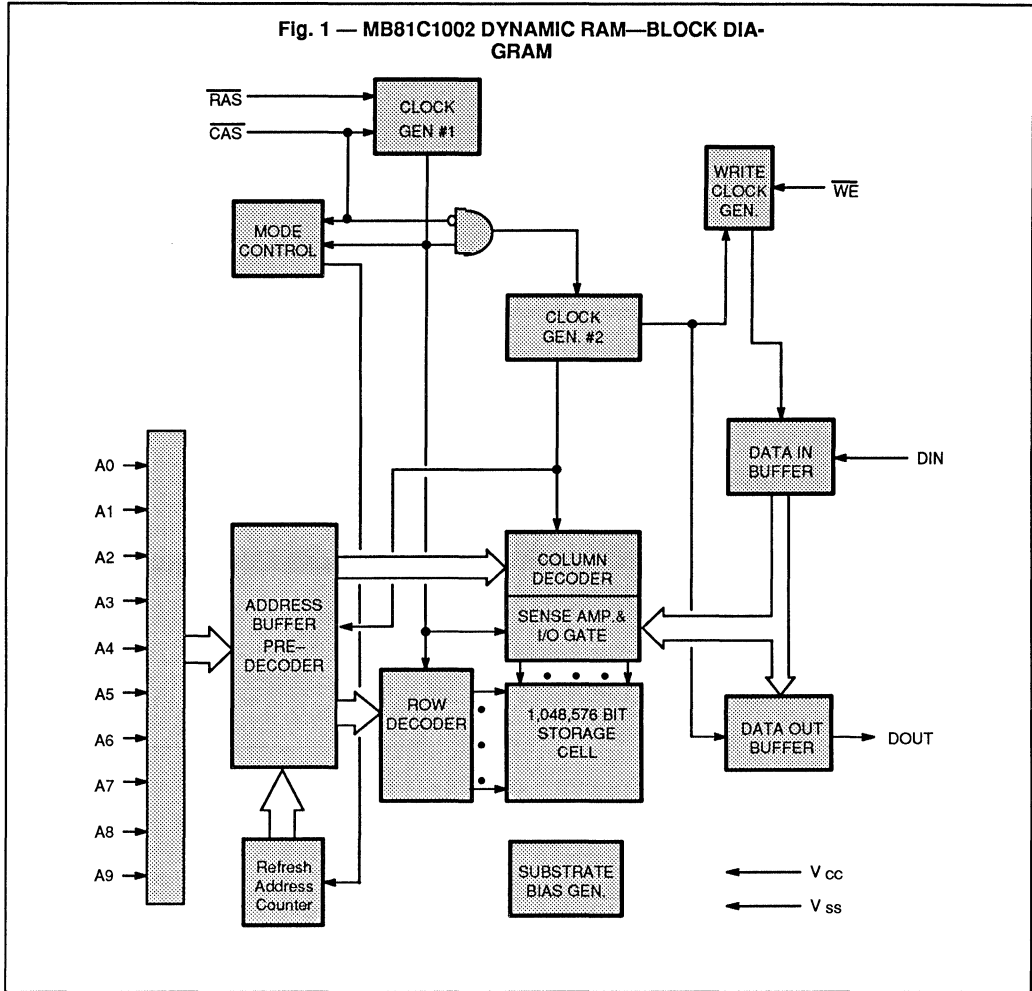 Fig. 1 — MB81C1002 DYNAMIC RAM—BLOCK DIA-
GRAM
RAS
CAS
CLOCK
GEN #1
WRITE
CLOCK
GEN.
WE
MODE
CONTROL
CLOCK
GEN. #2
DATA IN
BUFFER
DIN
A0
A1
A2
A3
A4
A5
A6
A7
A8
A9
ADDRESS
BUFFER
PRE–
DECODER
COLUMN
DECODER
SENSE AMP.&
I/O GATE
ROW
DECODER
1,048,576 BIT
STORAGE
CELL
DATA OUT
BUFFER
DOUT
Refresh
Address
Counter
SUBSTRATE
BIAS GEN.
V CC
V SS